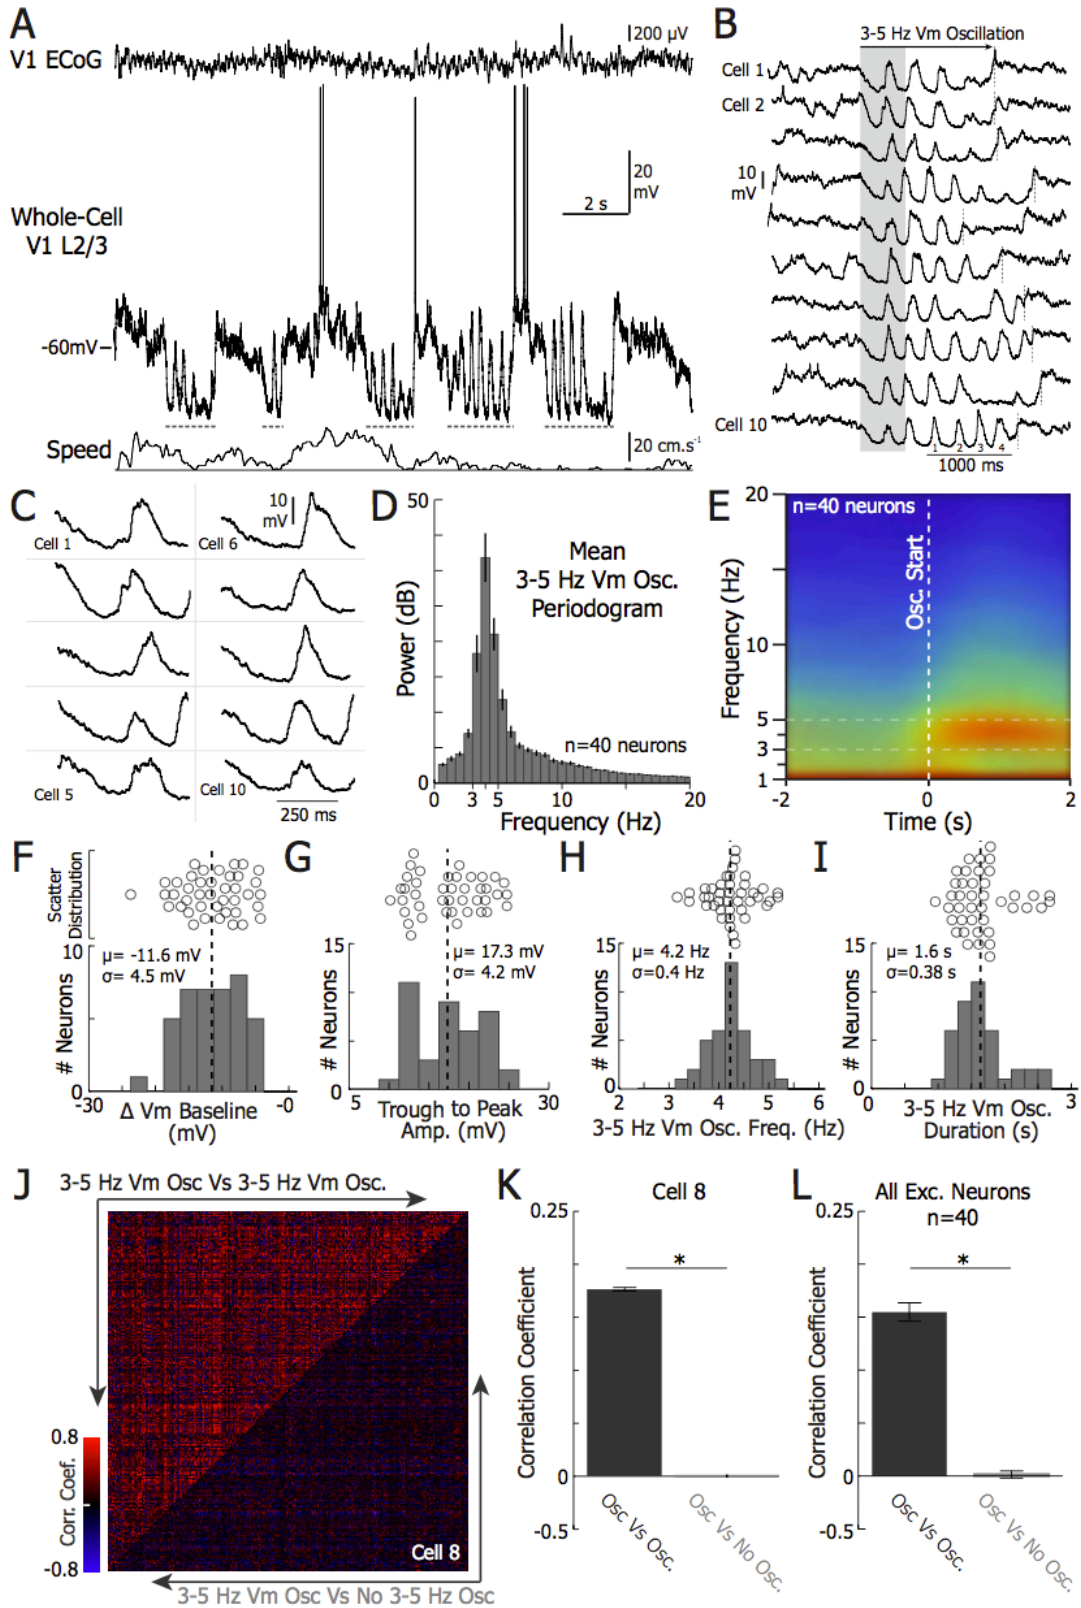 A
V1 ECoG
200 µV
Whole-Cell
V1 L2/3
20
mV
2 s
-60mV
Speed
20 cm.s⁻¹
B
3-5 Hz Vm Oscillation
Cell 1
Cell 2
10
mV
Cell 10
1 2 3 4
1000 ms
C
10
mV
Cell 1
Cell 6
Cell 5
Cell 10
250 ms
D
50
Mean
3-5 Hz Vm Osc.
Periodogram
Power (dB)
n=40 neurons
0
0 3 5 10 20
Frequency (Hz)
E
n=40 neurons
Osc. Start
Frequency (Hz)
20
10
5
3
1
-2 0 2
Time (s)
F
Scatter
Distribution
10
µ= -11.6 mV
σ= 4.5 mV
# Neurons
0
-30 -0
Δ Vm Baseline
(mV)
G
15
µ= 17.3 mV
σ= 4.2 mV
# Neurons
0
5 30
Trough to Peak
Amp. (mV)
H
15
µ= 4.2 Hz
σ=0.4 Hz
# Neurons
0
2 3 4 5 6
3-5 Hz Vm Osc. Freq. (Hz)
I
15
µ= 1.6 s
σ=0.38 s
# Neurons
0
0 3
3-5 Hz Vm Osc.
Duration (s)
J
3-5 Hz Vm Osc Vs 3-5 Hz Vm Osc.
0.8
Corr. Coef.
-0.8
Cell 8
3-5 Hz Vm Osc Vs No 3-5 Hz Osc
K
Cell 8
0.25
*
Correlation Coefficient
0
-0.5
Osc Vs Osc.
Osc Vs No Osc.
L
All Exc. Neurons
n=40
0.25
*
Correlation Coefficient
0
-0.5
Osc Vs Osc.
Osc Vs No Osc.